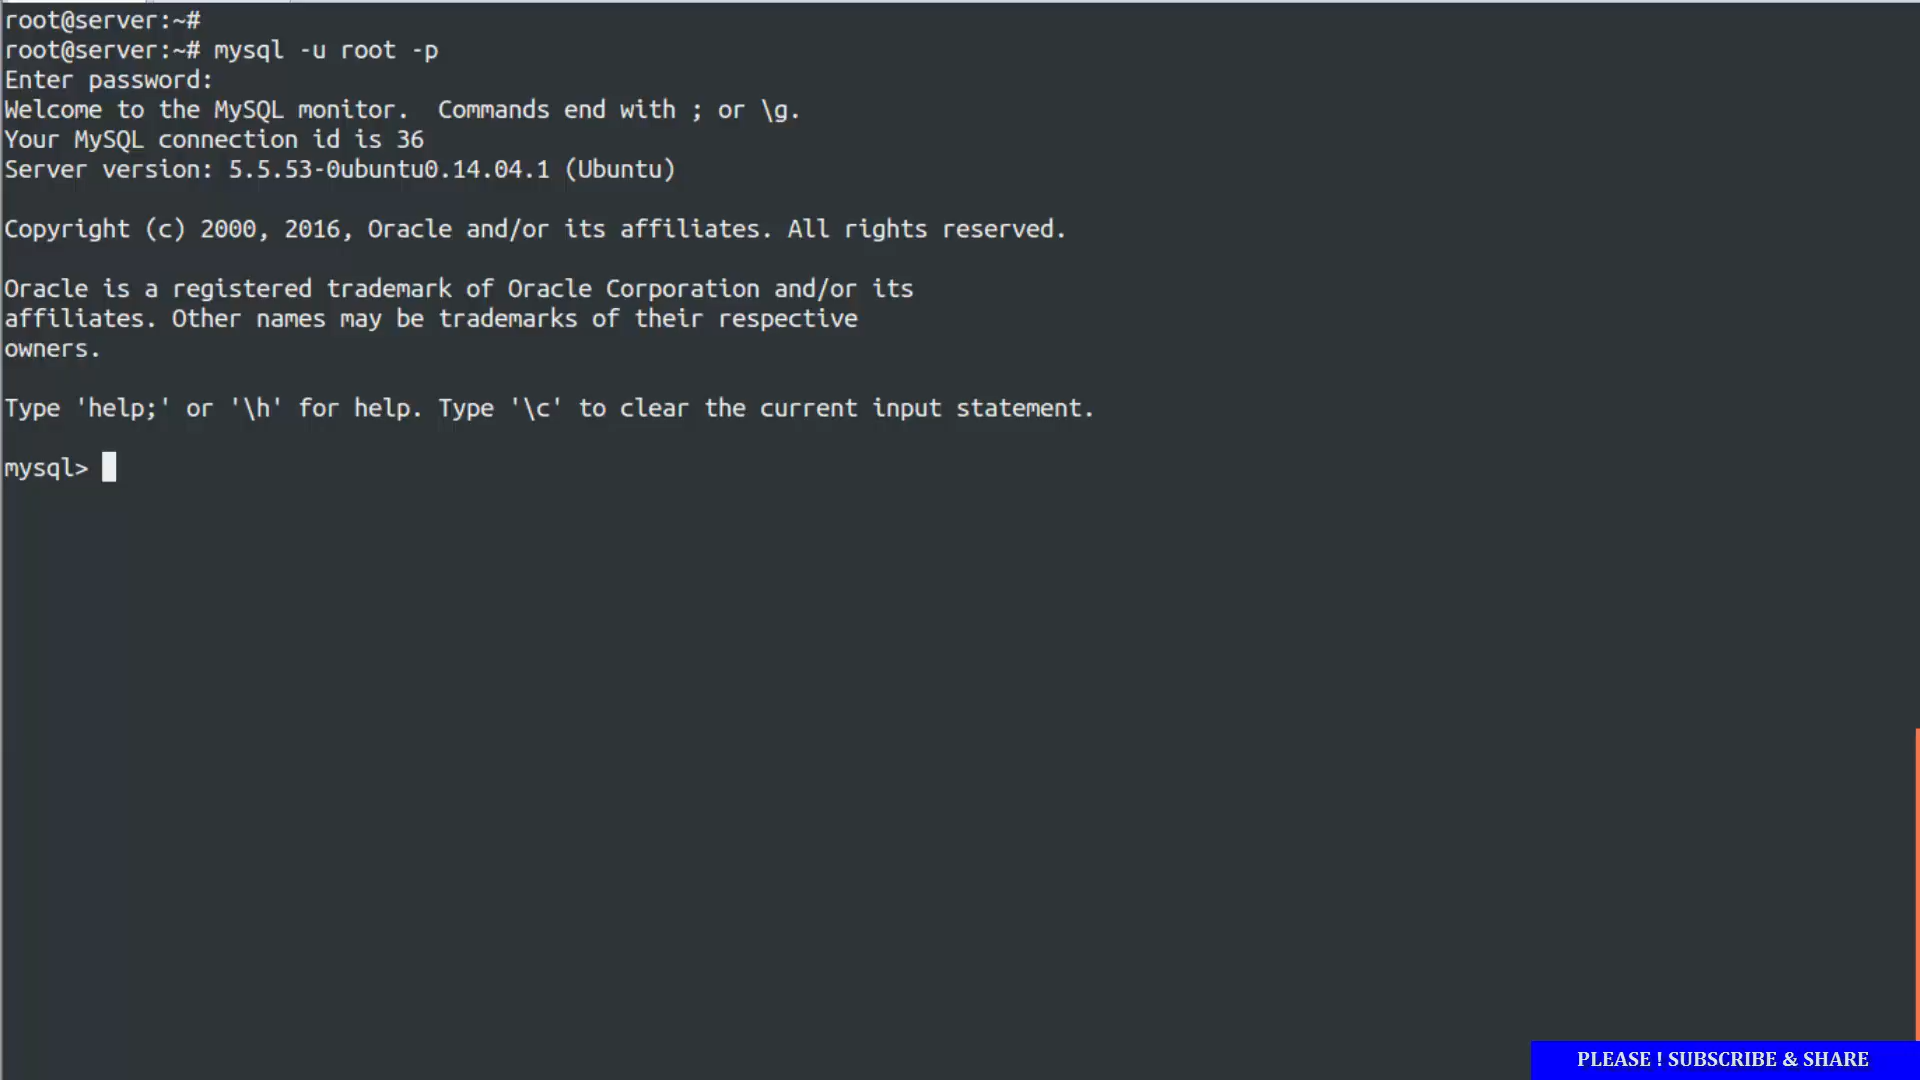 root@server:~#
root@server:~# mysql -u root -p
Enter password:
Welcome to the MySQL monitor.  Commands end with ; or \g.
Your MySQL connection id is 36
Server version: 5.5.53-0ubuntu0.14.04.1 (Ubuntu)
Copyright (c) 2000, 2016, Oracle and/or its affiliates. All rights reserved.
Oracle is a registered trademark of Oracle Corporation and/or its
affiliates. Other names may be trademarks of their respective
owners.
Type 'help;' or '\h' for help. Type '\c' to clear the current input statement.
mysql>
PLEASE ! SUBSCRIBE & SHARE